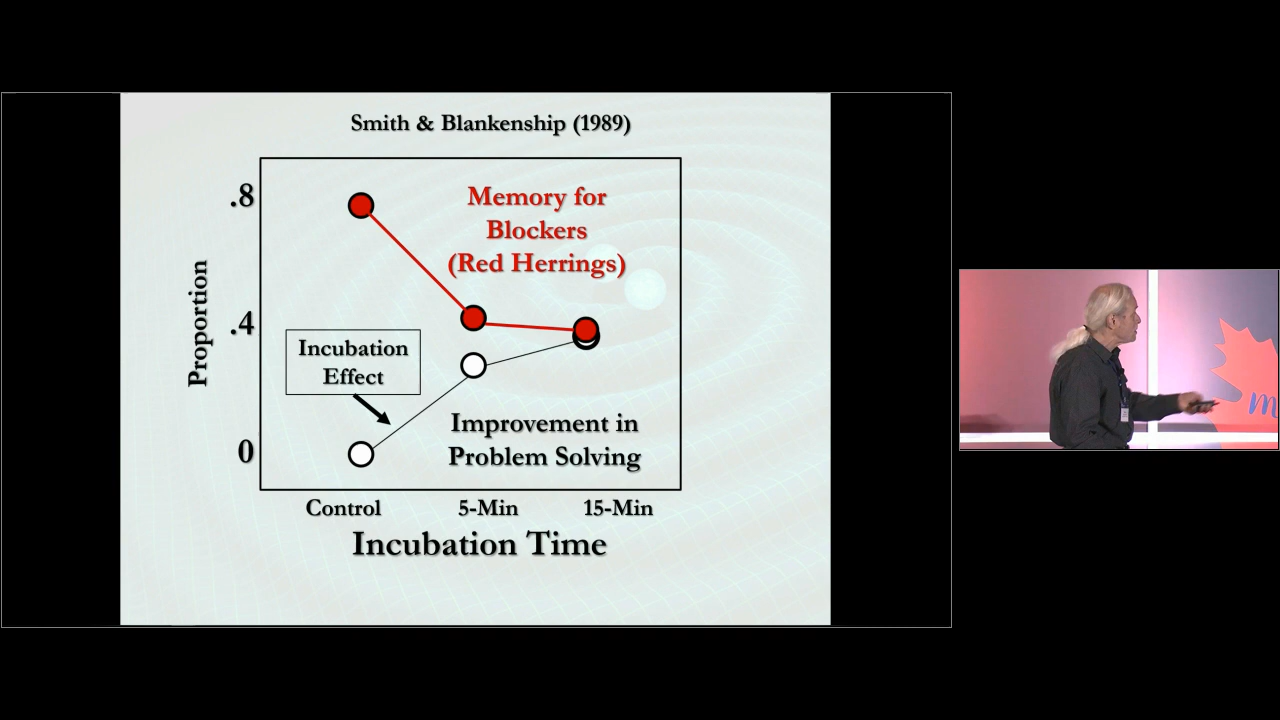 Smith & Blankenship (1989)
.8
.4
0
Proportion
Memory for
Blockers
(Red Herrings)
Incubation
Effect
Improvement in
Problem Solving
Control 5-Min 15-Min
Incubation Time
m